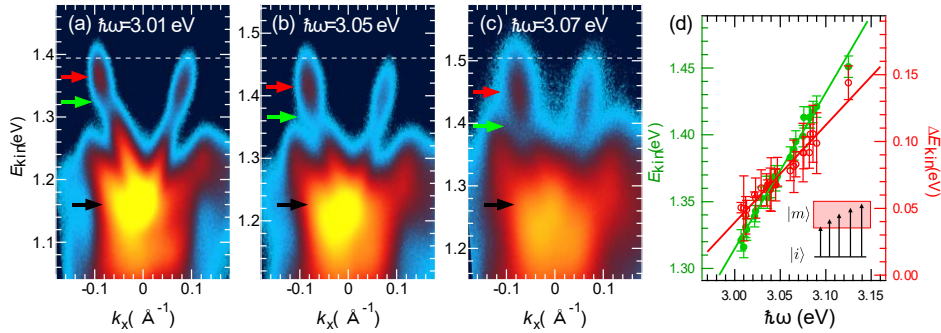 (a) ħω=3.01 eV
(b) ħω=3.05 eV
(c) ħω=3.07 eV
(d)
1.4
1.3
1.2
1.1
Ekin(eV)
-0.1 0 0.1
kx( Å⁻¹)
1.5
1.4
1.3
1.2
-0.1 0 0.1
kx( Å⁻¹)
1.5
1.4
1.3
1.2
-0.1 0 0.1
kx( Å⁻¹)
1.45
1.40
1.35
1.30
Ekin(eV)
0.15
0.10
0.05
0.00
ΔEkin(eV)
|m⟩
|i⟩
3.00 3.05 3.10 3.15
ħω (eV)